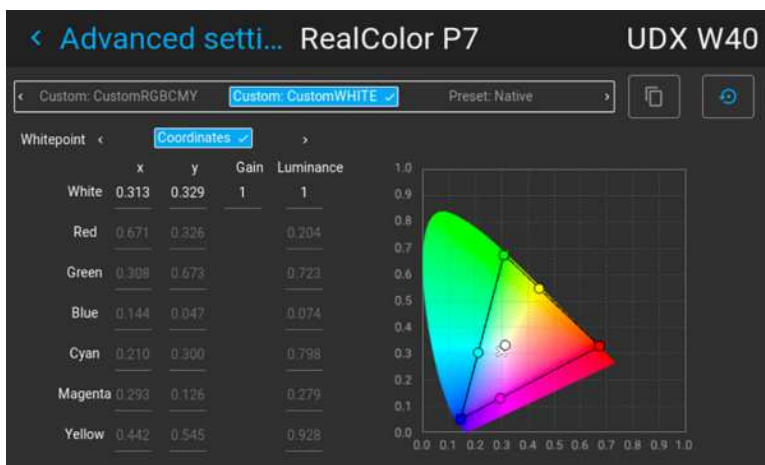 ‹ Advanced setti... RealColor P7 UDX W40
‹ Custom: CustomRGBCMY Custom: CustomWHITE ✓ Preset: Native ›
Whitepoint ‹ Coordinates ✓ ›
x y Gain Luminance
White 0.313 0.329 1 1
Red 0.671 0.326 0.204
Green 0.308 0.673 0.723
Blue 0.144 0.047 0.074
Cyan 0.210 0.300 0.798
Magenta 0.293 0.126 0.279
Yellow 0.442 0.545 0.928
1.0
0.9
0.8
0.7
0.6
0.5
0.4
0.3
0.2
0.1
0.0
0.0 0.1 0.2 0.3 0.4 0.5 0.6 0.7 0.8 0.9 1.0